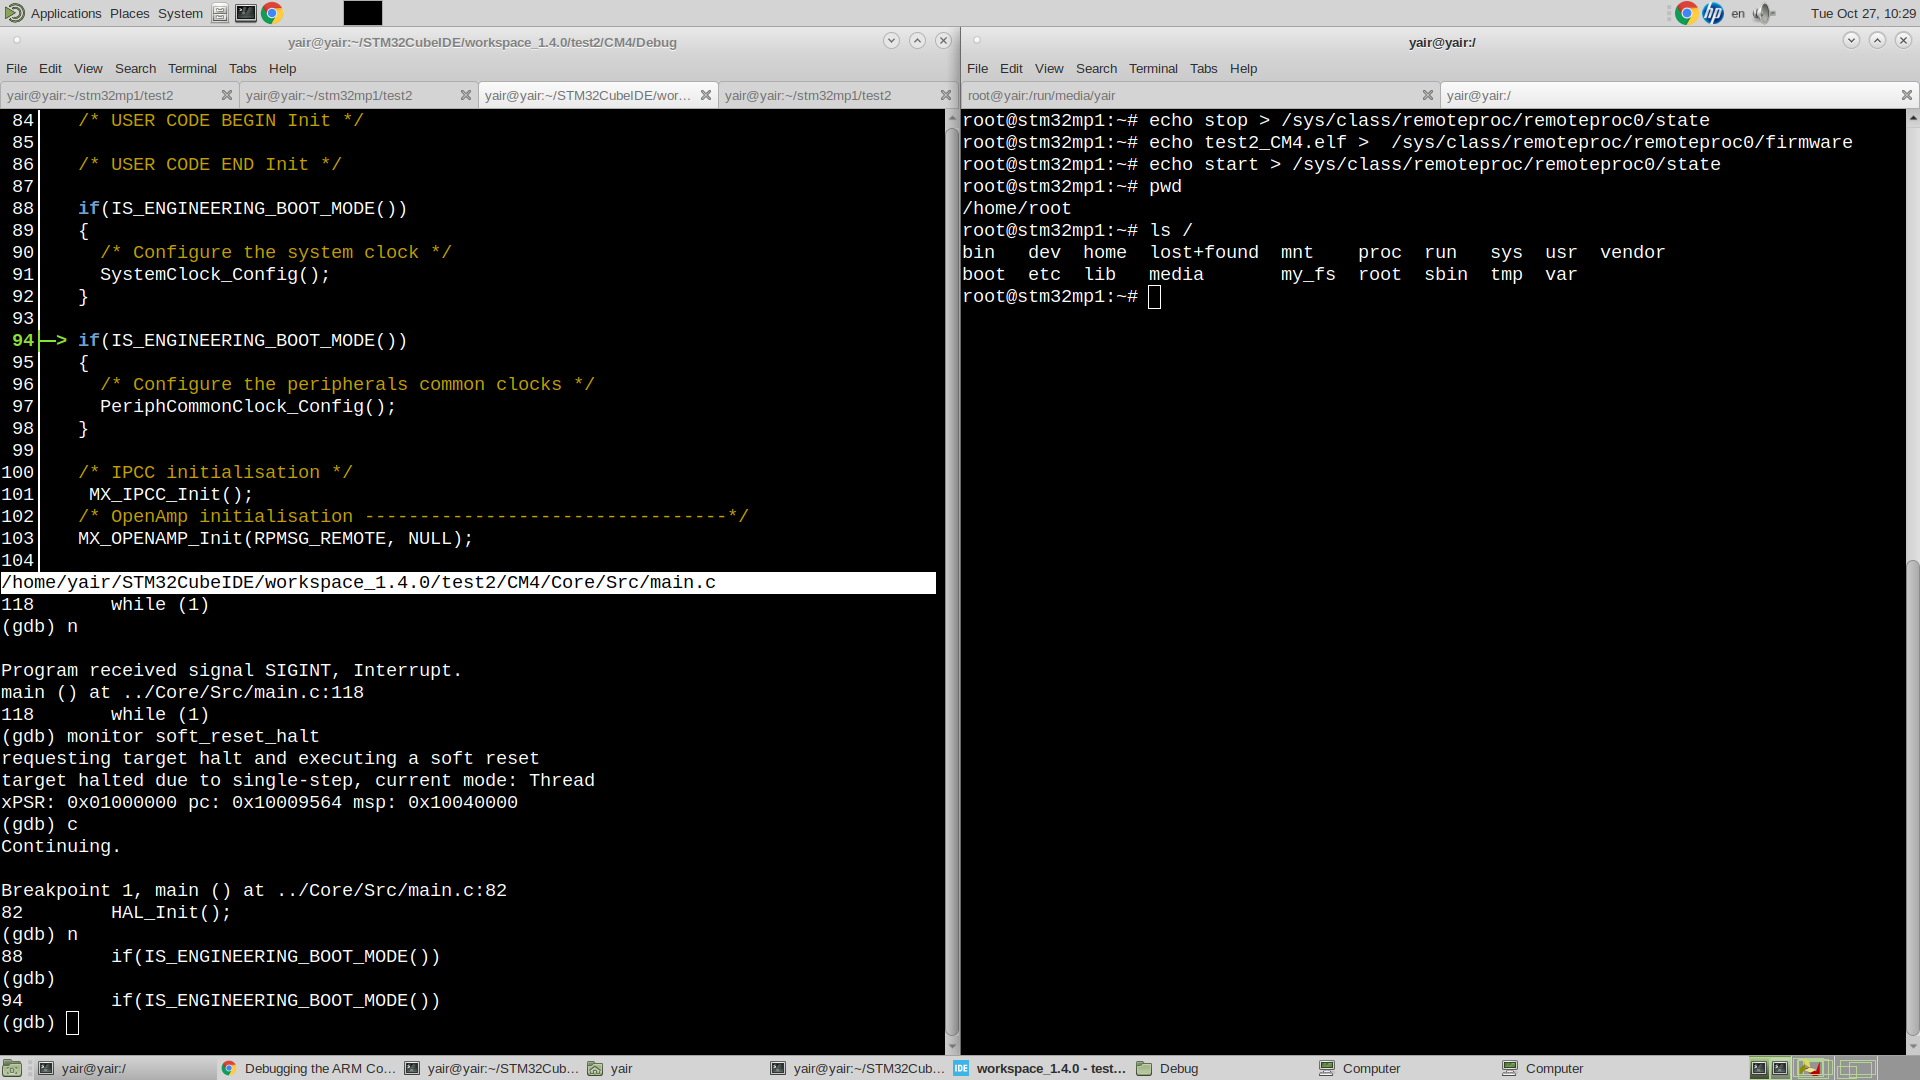 Applications Places System
en
Tue Oct 27, 10:29
yair@yair:~/STM32CubeIDE/workspace_1.4.0/test2/CM4/Debug
File Edit View Search Terminal Tabs Help
yair@yair:~/stm32mp1/test2
yair@yair:~/stm32mp1/test2
yair@yair:~/STM32CubeIDE/wor...
yair@yair:~/stm32mp1/test2
84    /* USER CODE BEGIN Init */
85
86    /* USER CODE END Init */
87
88    if(IS_ENGINEERING_BOOT_MODE())
89    {
90      /* Configure the system clock */
91      SystemClock_Config();
92    }
93
94—> if(IS_ENGINEERING_BOOT_MODE())
95    {
96      /* Configure the peripherals common clocks */
97      PeriphCommonClock_Config();
98    }
99
100    /* IPCC initialisation */
101     MX_IPCC_Init();
102    /* OpenAmp initialisation ---------------------------------*/
103    MX_OPENAMP_Init(RPMSG_REMOTE, NULL);
104
/home/yair/STM32CubeIDE/workspace_1.4.0/test2/CM4/Core/Src/main.c
118       while (1)
(gdb) n

Program received signal SIGINT, Interrupt.
main () at ../Core/Src/main.c:118
118       while (1)
(gdb) monitor soft_reset_halt
requesting target halt and executing a soft reset
target halted due to single-step, current mode: Thread
xPSR: 0x01000000 pc: 0x10009564 msp: 0x10040000
(gdb) c
Continuing.

Breakpoint 1, main () at ../Core/Src/main.c:82
82        HAL_Init();
(gdb) n
88        if(IS_ENGINEERING_BOOT_MODE())
(gdb)
94        if(IS_ENGINEERING_BOOT_MODE())
(gdb)
yair@yair:/
File Edit View Search Terminal Tabs Help
root@yair:/run/media/yair
yair@yair:/
root@stm32mp1:~# echo stop > /sys/class/remoteproc/remoteproc0/state
root@stm32mp1:~# echo test2_CM4.elf >  /sys/class/remoteproc/remoteproc0/firmware
root@stm32mp1:~# echo start > /sys/class/remoteproc/remoteproc0/state
root@stm32mp1:~# pwd
/home/root
root@stm32mp1:~# ls /
bin   dev  home  lost+found  mnt    proc  run   sys  usr  vendor
boot  etc  lib   media       my_fs  root  sbin  tmp  var
root@stm32mp1:~#
yair@yair:/
Debugging the ARM Co...
yair@yair:~/STM32Cub...
yair
yair@yair:~/STM32Cub...
IDE workspace_1.4.0 - test...
Debug
Computer
Computer